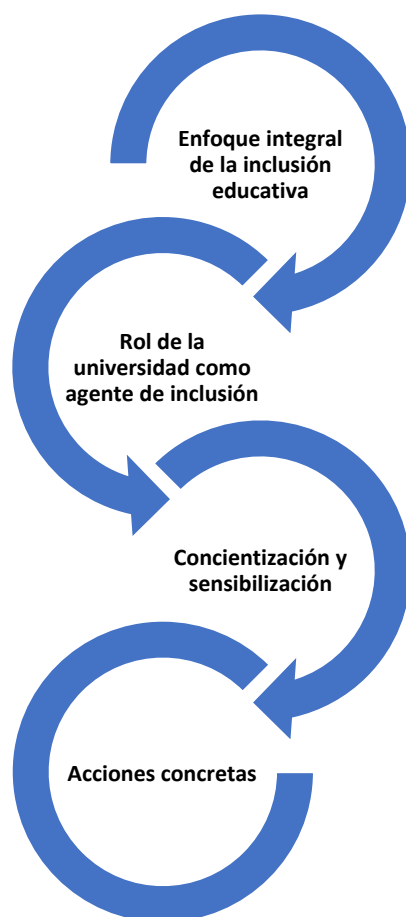 Enfoque integral
de la inclusión
educativa
Rol de la
universidad como
agente de inclusión
Concientización y
sensibilización
Acciones concretas